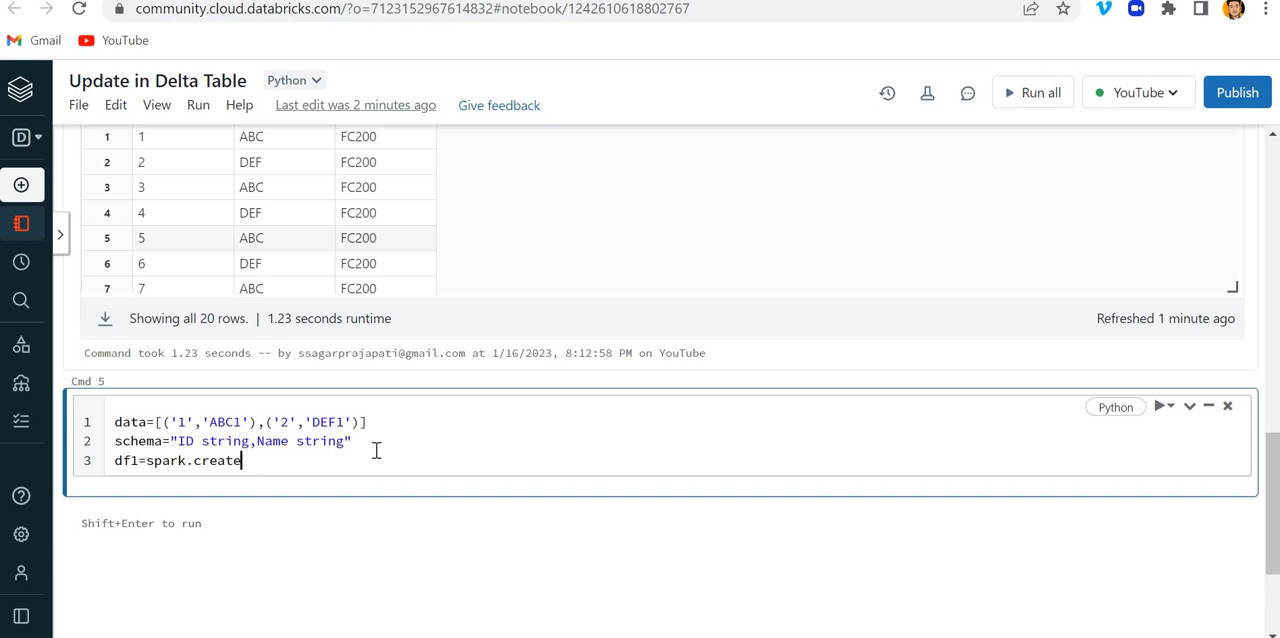 community.cloud.databricks.com/?o=7123152967614832#notebook/1242610618802767
Gmail YouTube
Update in Delta Table Python
File Edit View Run Help Last edit was 2 minutes ago Give feedback
Run all YouTube Publish
D
1 1 ABC FC200
2 2 DEF FC200
3 3 ABC FC200
4 4 DEF FC200
5 5 ABC FC200
6 6 DEF FC200
7 7 ABC FC200
Showing all 20 rows. | 1.23 seconds runtime Refreshed 1 minute ago
Command took 1.23 seconds -- by ssagarprajapati@gmail.com at 1/16/2023, 8:12:58 PM on YouTube
Cmd 5
Python
1 data=[('1','ABC1'),('2','DEF1')]
2 schema="ID string,Name string"
3 df1=spark.create
Shift+Enter to run